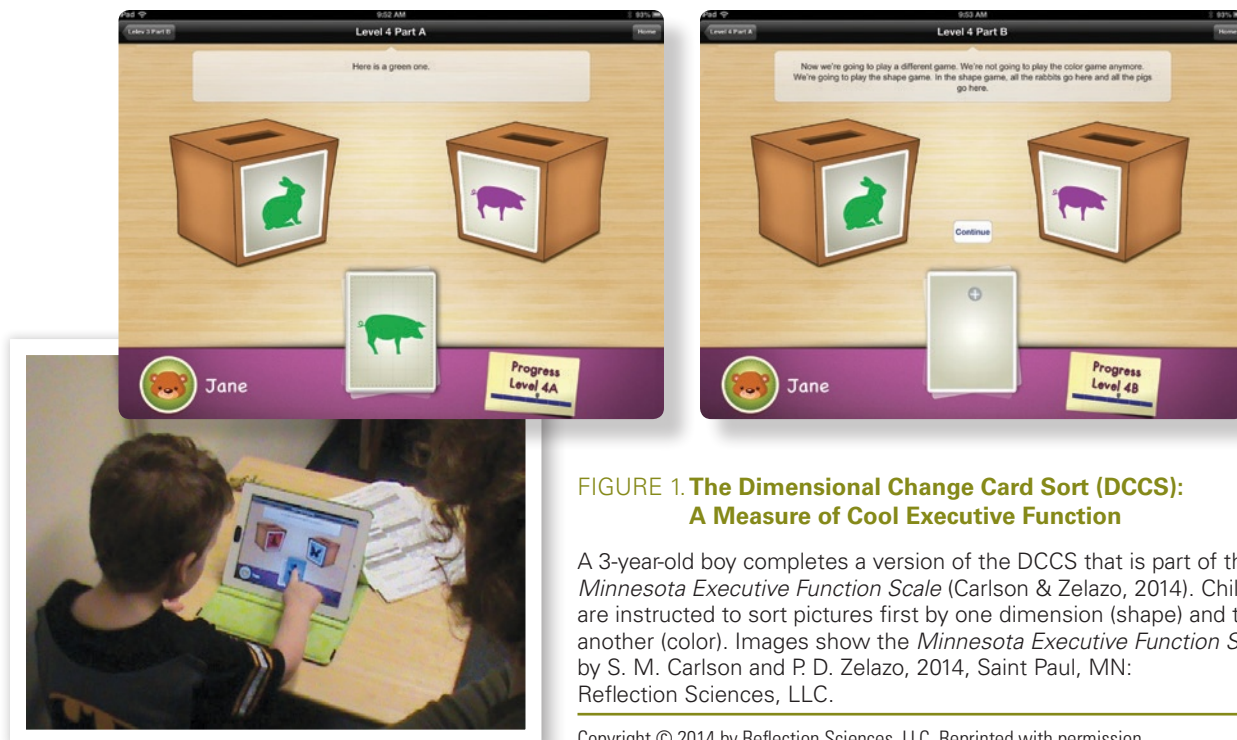 iPad
9:52 AM
93%
Lelev 3 Part B
Level 4 Part A
Home
Here is a green one.
Jane
Progress
Level 4A
iPad
9:53 AM
93%
Level 4 Part A
Level 4 Part B
Home
Now we're going to play a different game. We're not going to play the color game anymore.
We're going to play the shape game. In the shape game, all the rabbits go here and all the pigs
go here.
Continue
Jane
Progress
Level 4B
FIGURE 1. The Dimensional Change Card Sort (DCCS):
A Measure of Cool Executive Function
A 3-year-old boy completes a version of the DCCS that is part of th
Minnesota Executive Function Scale (Carlson & Zelazo, 2014). Chil
are instructed to sort pictures first by one dimension (shape) and t
another (color). Images show the Minnesota Executive Function S
by S. M. Carlson and P. D. Zelazo, 2014, Saint Paul, MN:
Reflection Sciences, LLC.
Copyright © 2014 by Reflection Sciences, LLC. Reprinted with permission.